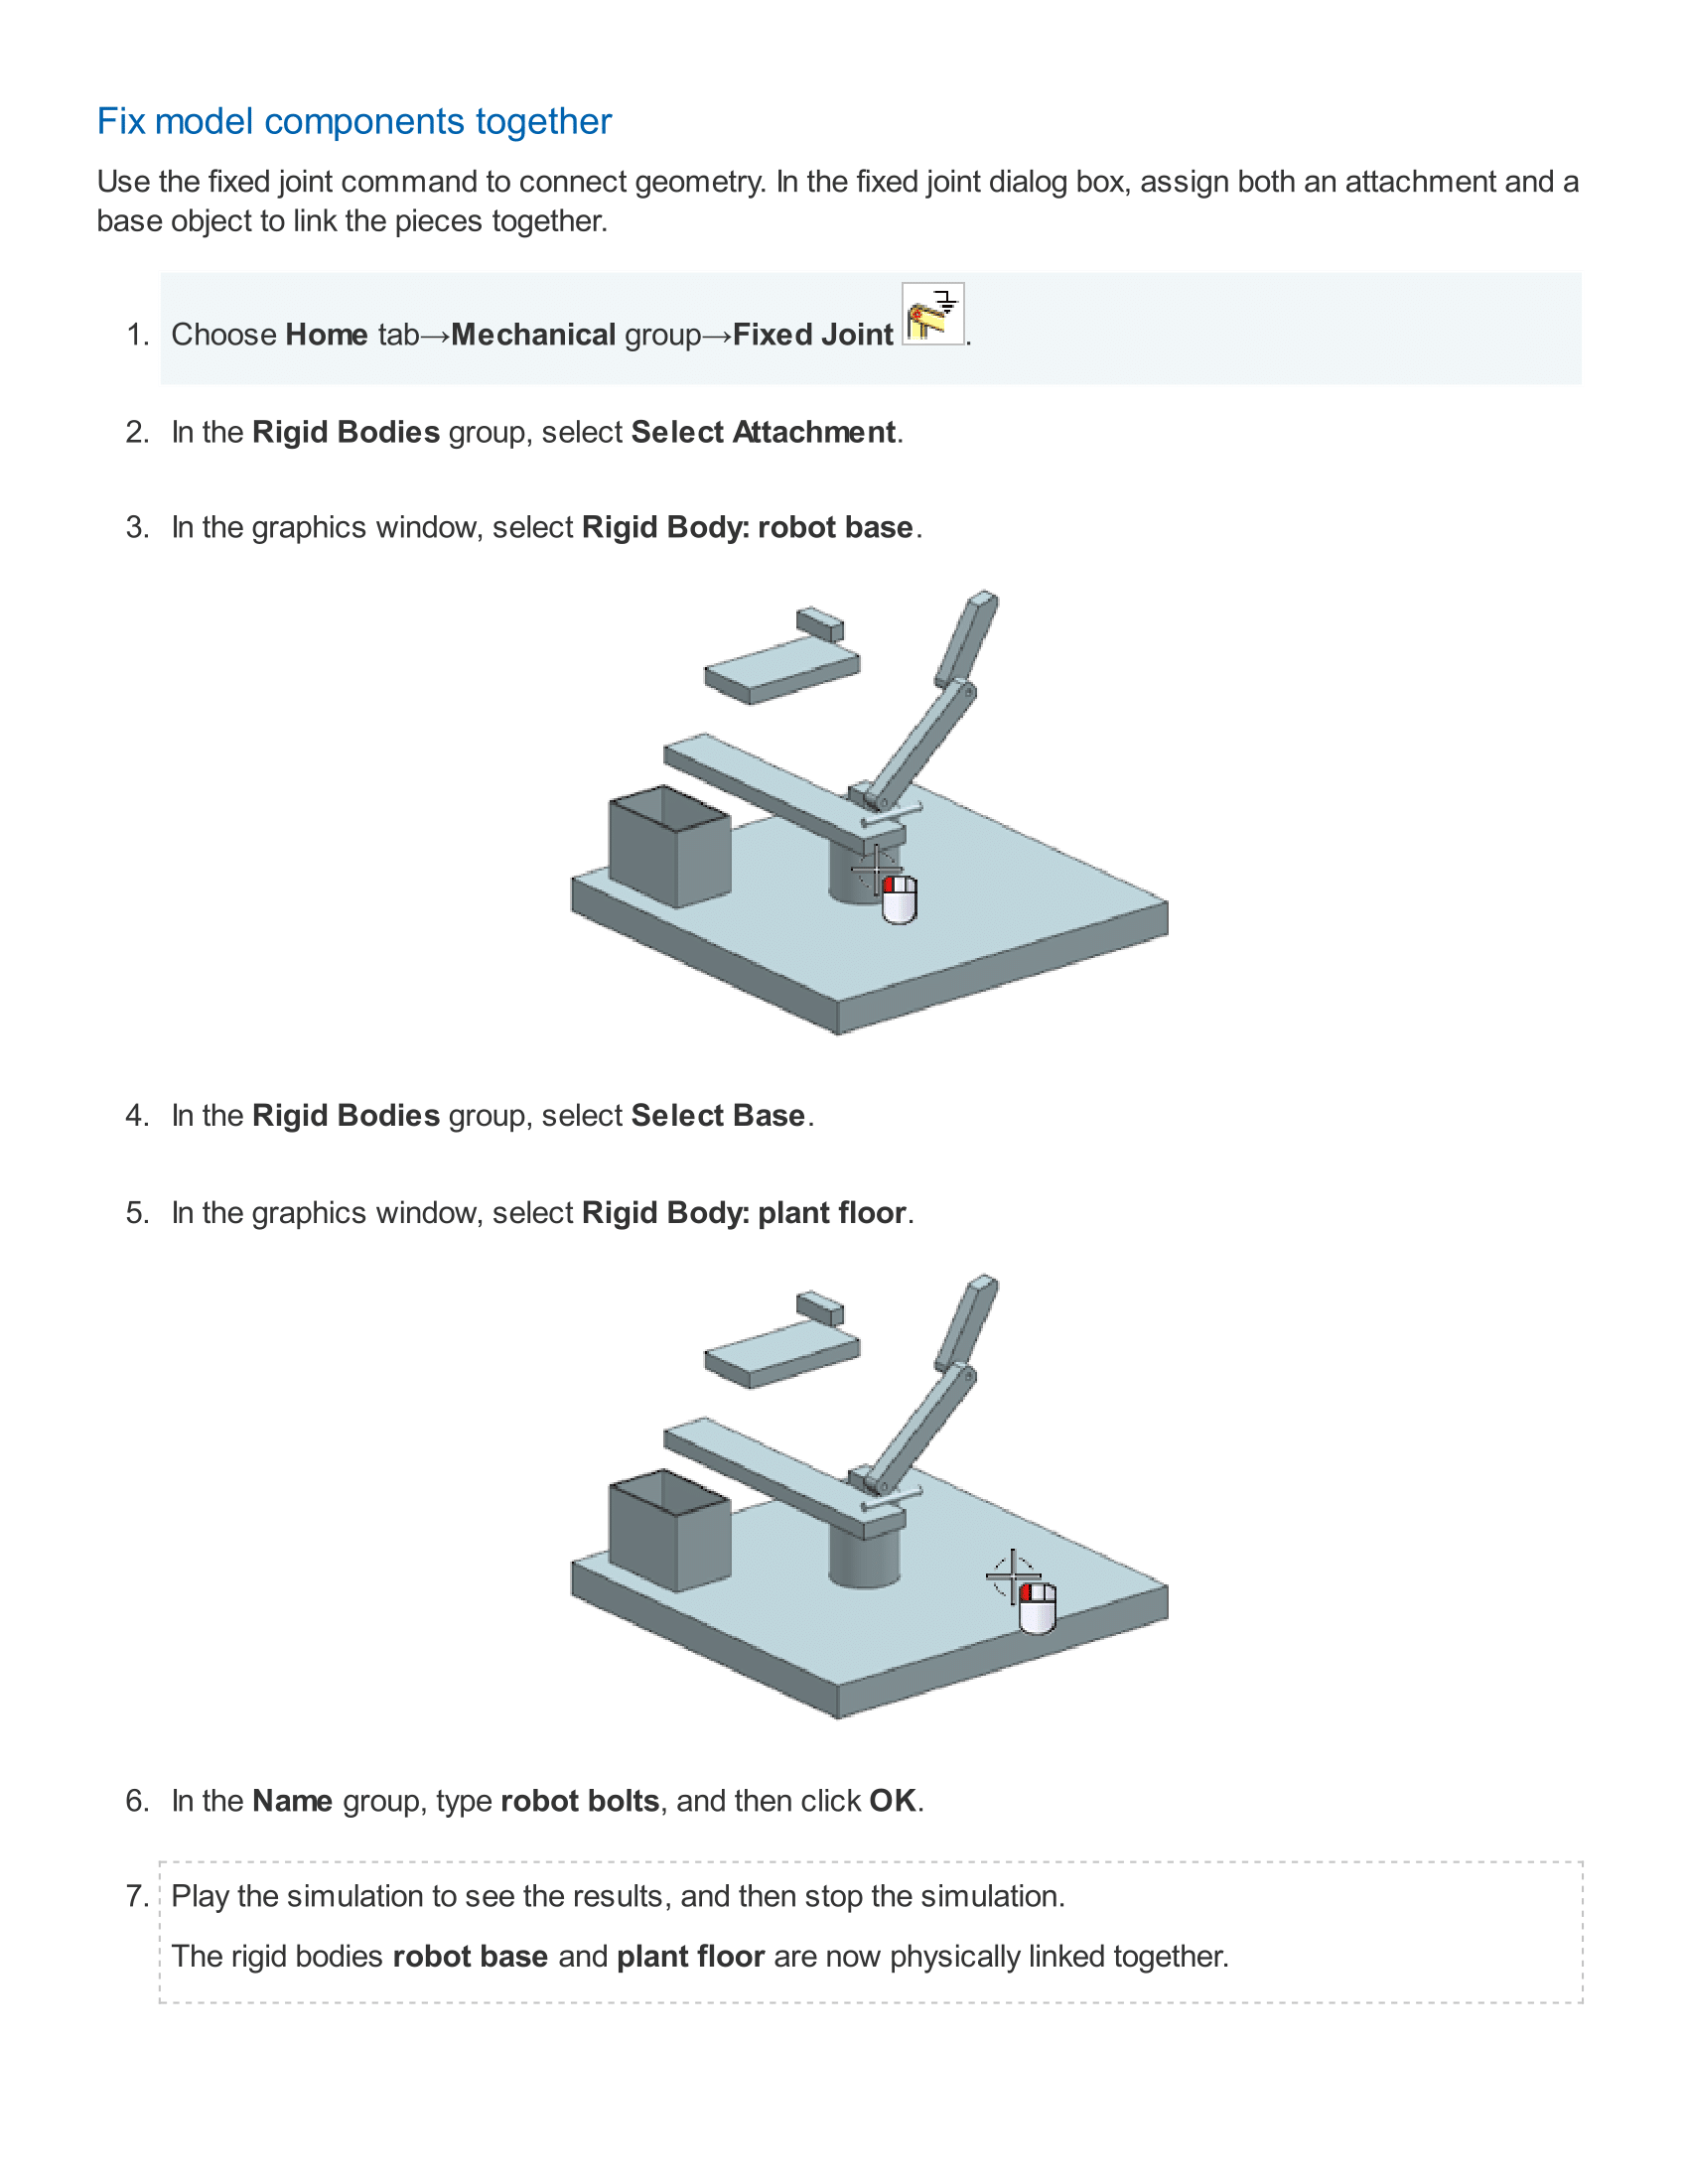 Fix model components together
Use the fixed joint command to connect geometry. In the fixed joint dialog box, assign both an attachment and a
base object to link the pieces together.
1. Choose Home tab→Mechanical group→Fixed Joint .
2. In the Rigid Bodies group, select Select Attachment.
3. In the graphics window, select Rigid Body: robot base.
4. In the Rigid Bodies group, select Select Base.
5. In the graphics window, select Rigid Body: plant floor.
6. In the Name group, type robot bolts, and then click OK.
7. Play the simulation to see the results, and then stop the simulation.
The rigid bodies robot base and plant floor are now physically linked together.